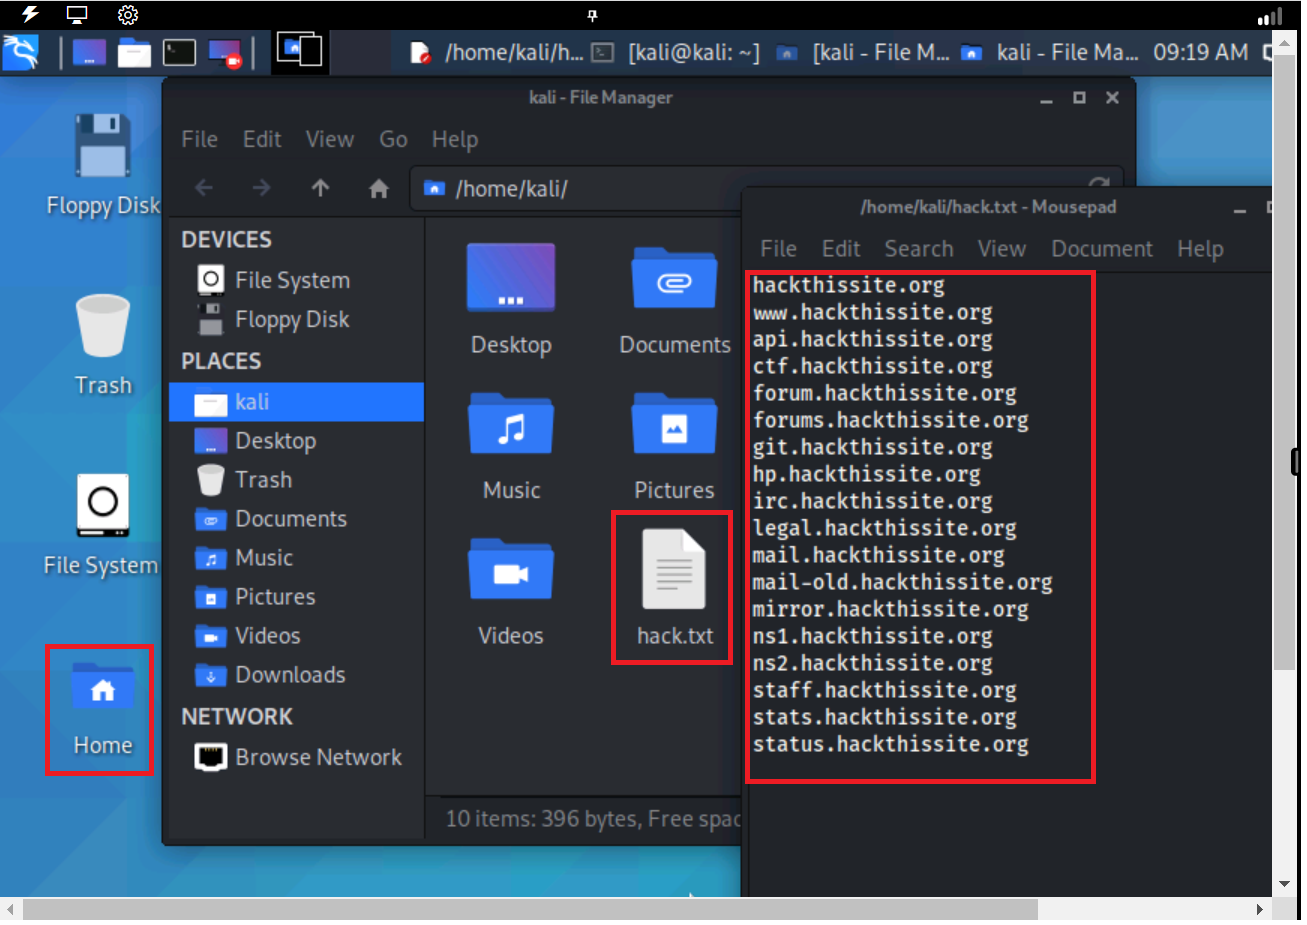 /home/kali/h...
[kali@kali: ~]
[kali - File M...
kali - File Ma...
09:19 AM
kali - File Manager
File Edit View Go Help
/home/kali/
Floppy Disk
Trash
File System
Home
DEVICES
File System
Floppy Disk
PLACES
kali
Desktop
Trash
Documents
Music
Pictures
Videos
Downloads
NETWORK
Browse Network
Desktop
Documents
Music
Pictures
Videos
hack.txt
10 items: 396 bytes, Free
/home/kali/hack.txt - Mousepad
File Edit Search View Document Help
hackthissite.org
www.hackthissite.org
api.hackthissite.org
ctf.hackthissite.org
forum.hackthissite.org
forums.hackthissite.org
git.hackthissite.org
hp.hackthissite.org
irc.hackthissite.org
legal.hackthissite.org
mail.hackthissite.org
mail-old.hackthissite.org
mirror.hackthissite.org
ns1.hackthissite.org
ns2.hackthissite.org
staff.hackthissite.org
stats.hackthissite.org
status.hackthissite.org